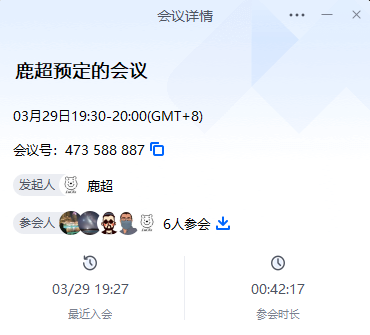 会议详情
鹿超预定的会议
03月29日19:30-20:00(GMT+8)
会议号：473 588 887
发起人 鹿超
参会人 6人参会
03/29 19:27 00:42:17
最近入会 参会时长